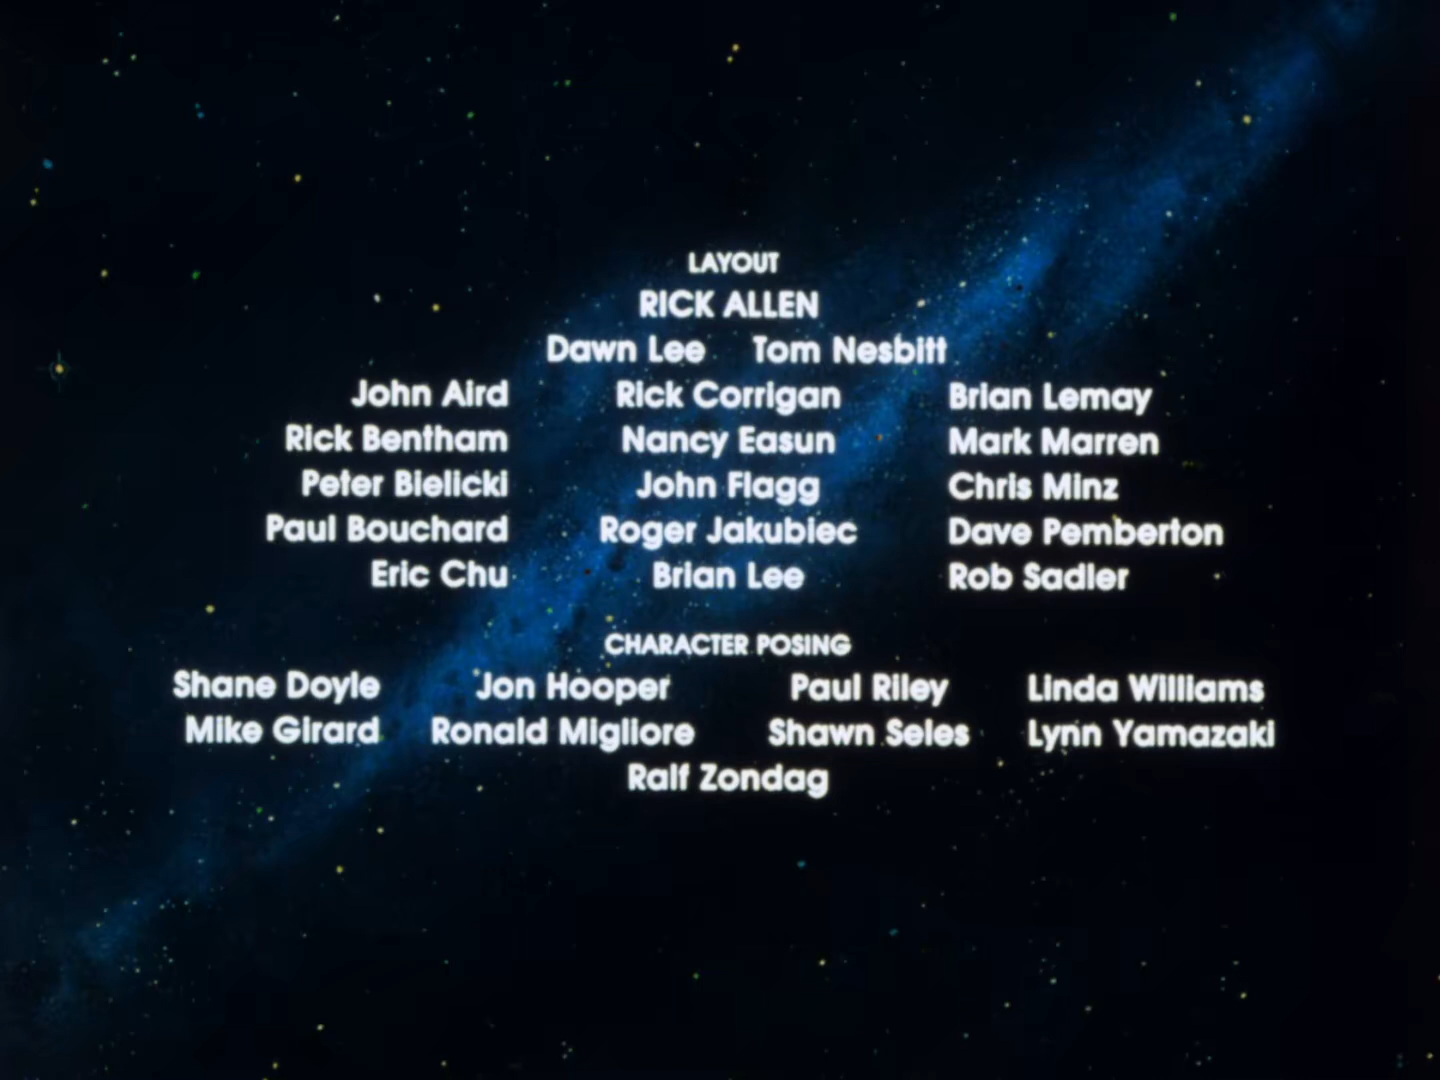 LAYOUT
RICK ALLEN
Dawn Lee Tom Nesbitt
John Aird Rick Corrigan Brian Lemay
Rick Bentham Nancy Easun Mark Marren
Peter Bielicki John Flagg Chris Minz
Paul Bouchard Roger Jakubiec Dave Pemberton
Eric Chu Brian Lee Rob Sadler
CHARACTER POSING
Shane Doyle Jon Hooper Paul Riley Linda Williams
Mike Girard Ronald Migliore Shawn Seles Lynn Yamazaki
Ralf Zondag